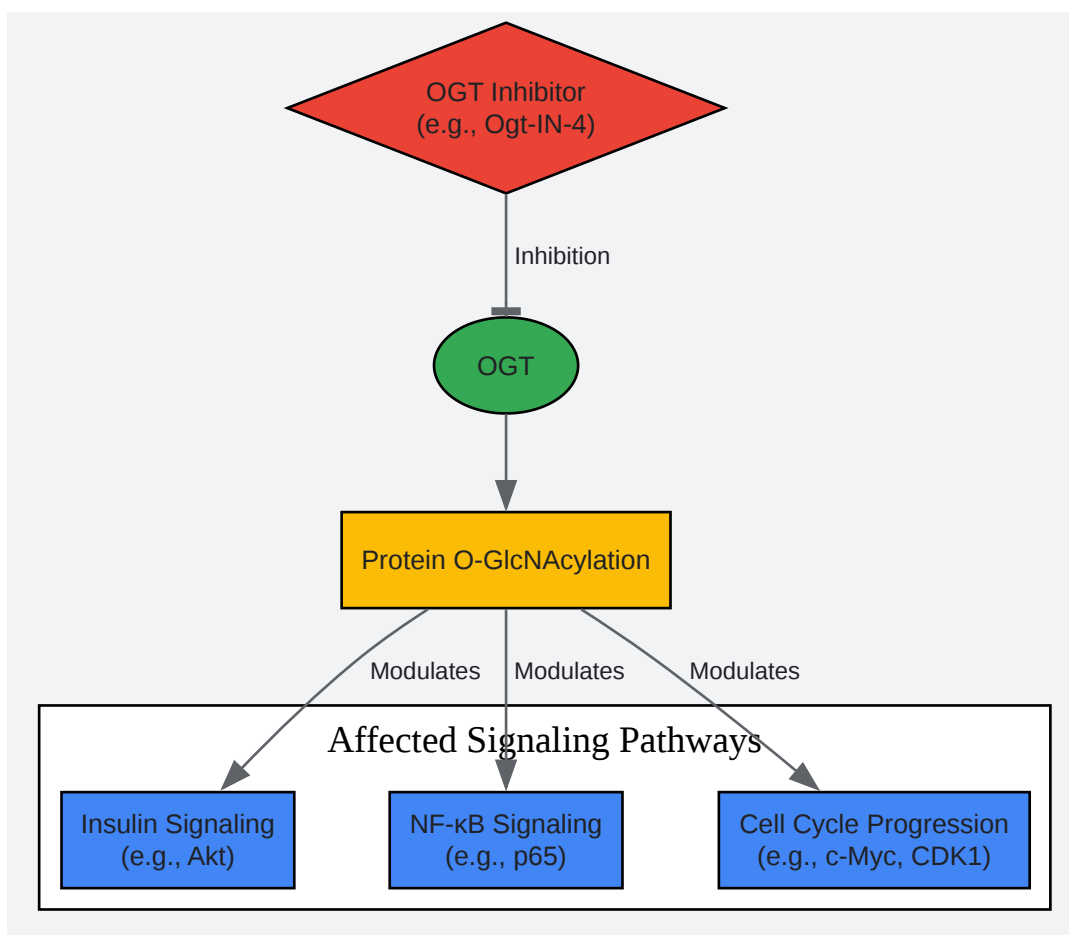 OGT Inhibitor
(e.g., Ogt-IN-4)
Inhibition
OGT
Protein O-GlcNAcylation
Modulates
Modulates
Modulates
Affected Signaling Pathways
Insulin Signaling
(e.g., Akt)
NF-κB Signaling
(e.g., p65)
Cell Cycle Progression
(e.g., c-Myc, CDK1)